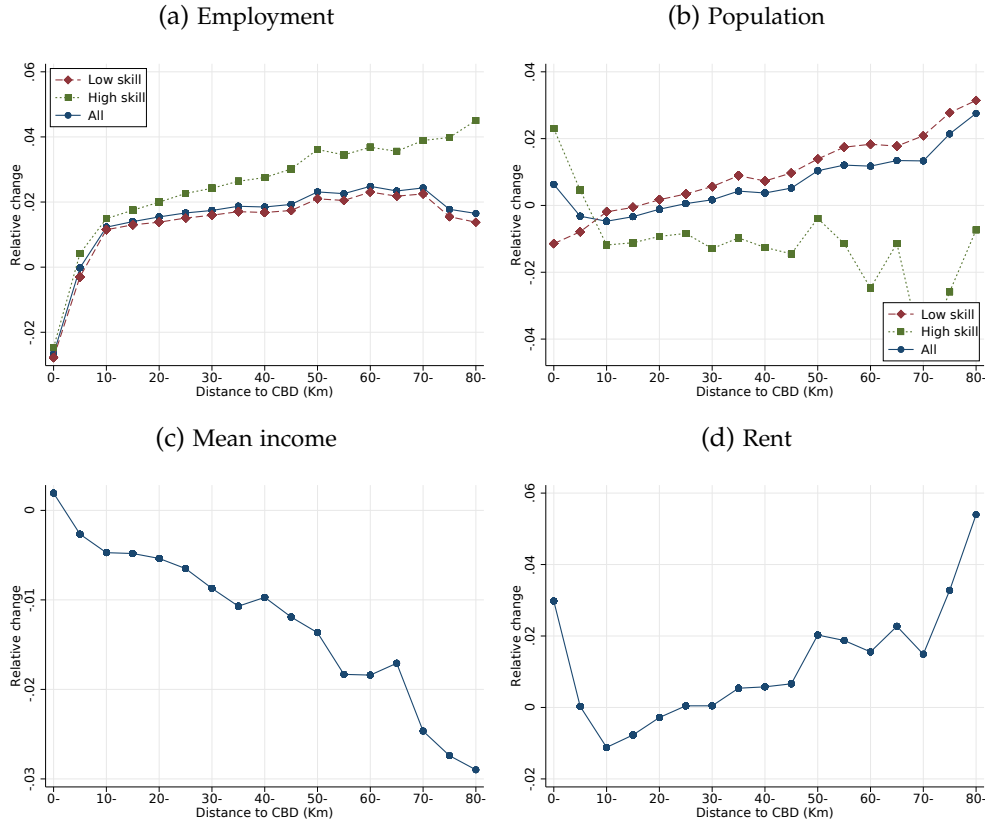 (a) Employment
Relative change
.06
.04
.02
0
-.02
Low skill
High skill
All
0- 10- 20- 30- 40- 50- 60- 70- 80-
Distance to CBD (Km)
(b) Population
Relative change
.04
.02
0
-.02
-.04
Low skill
High skill
All
0- 10- 20- 30- 40- 50- 60- 70- 80-
Distance to CBD (Km)
(c) Mean income
Relative change
0
-.01
-.02
-.03
0- 10- 20- 30- 40- 50- 60- 70- 80-
Distance to CBD (Km)
(d) Rent
Relative change
.06
.04
.02
0
-.02
0- 10- 20- 30- 40- 50- 60- 70- 80-
Distance to CBD (Km)